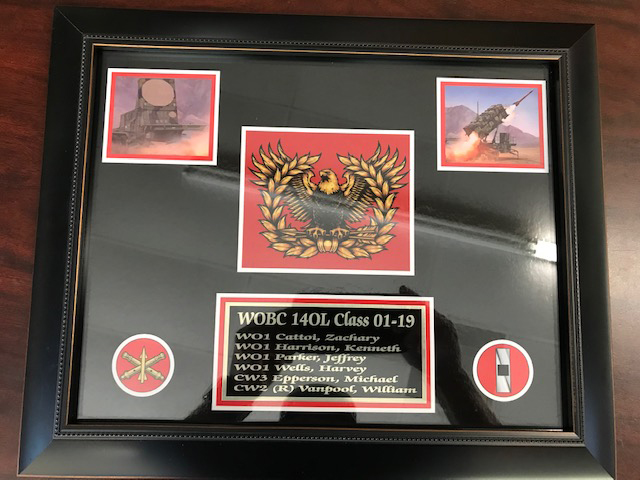 WOBC 14OL Class 01-19
WO1 Cattoi, Zachary
WO1 Harrison, Kenneth
WO1 Parker, Jeffrey
WO1 Wells, Harvey
CW3 Epperson, Michael
CW2 (R) Vanpool, William